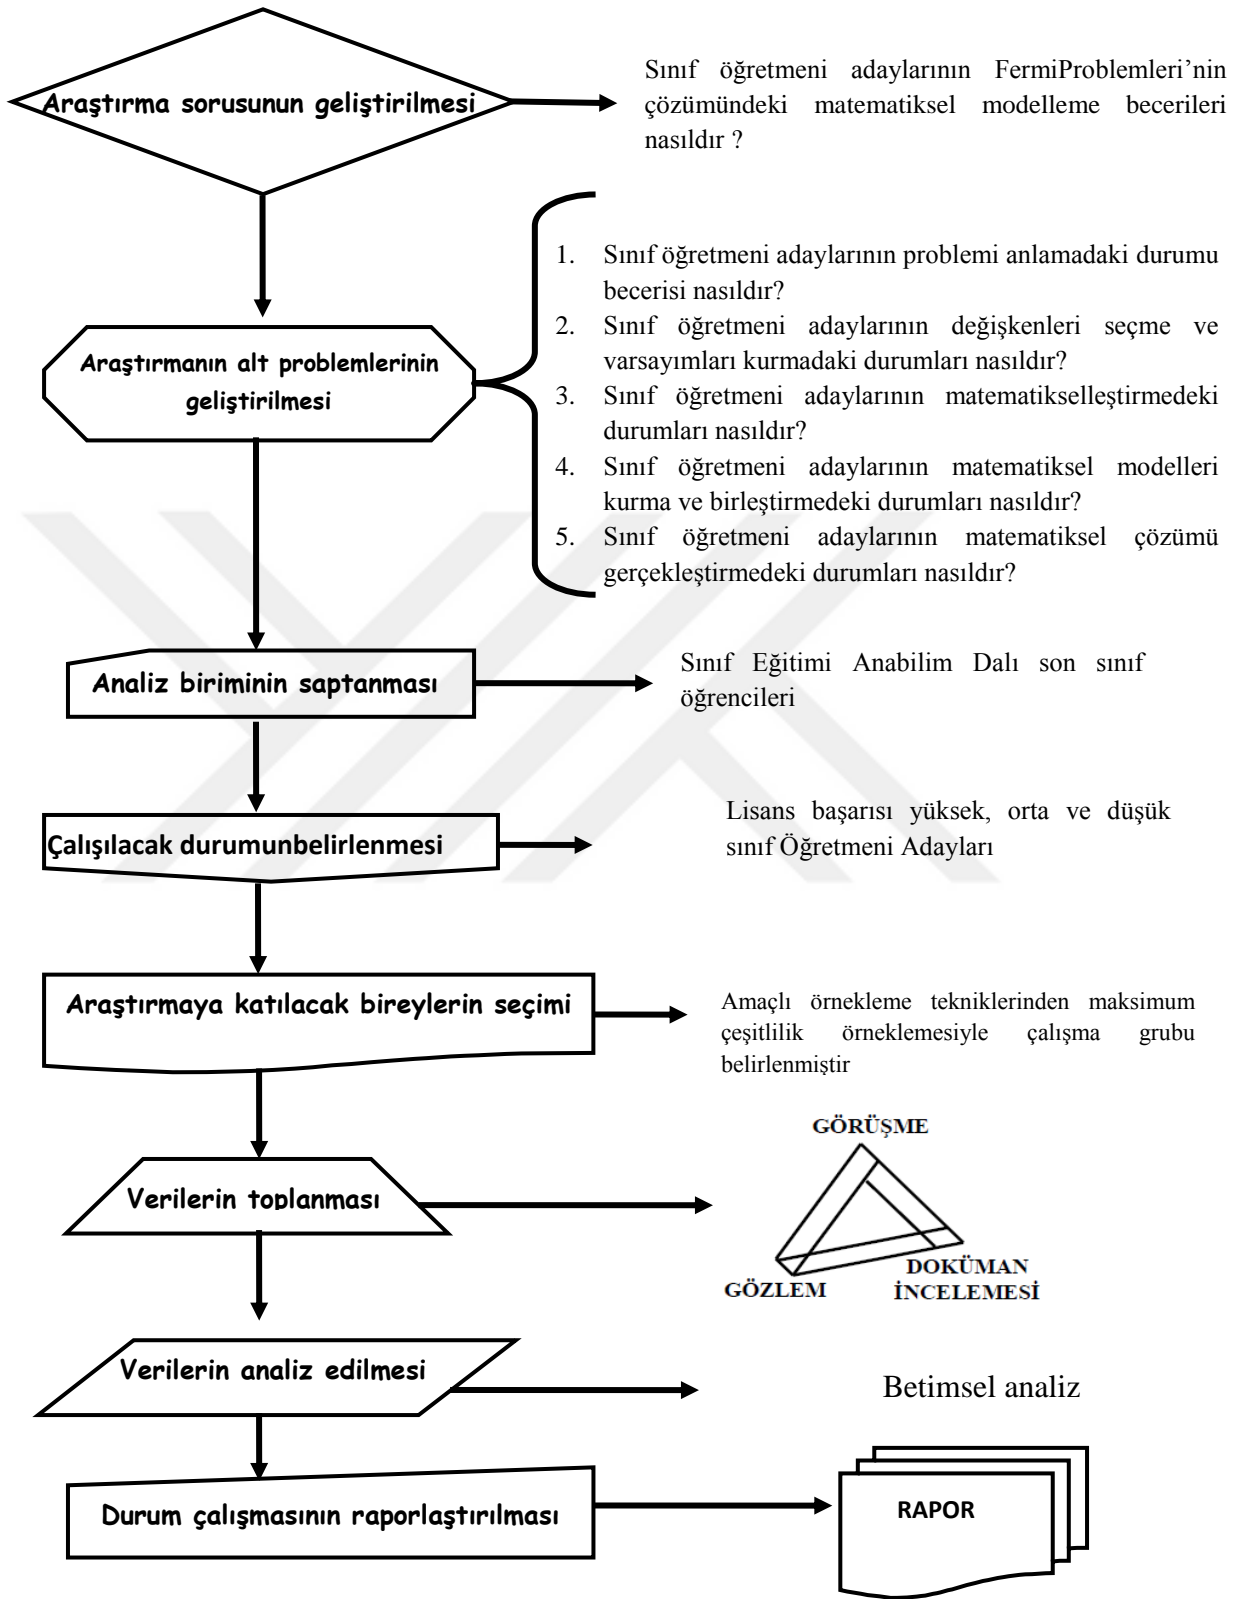 Araştırma sorusunun geliştirilmesi
Sınıf öğretmeni adaylarının FermiProblemleri’nin
çözümündeki matematiksel modelleme becerileri
nasıldır ?
1. Sınıf öğretmeni adaylarının problemi anlamadaki durumu
becerisi nasıldır?
2. Sınıf öğretmeni adaylarının değişkenleri seçme ve
varsayımları kurmadaki durumları nasıldır?
3. Sınıf öğretmeni adaylarının matematikselleştirmedeki
durumları nasıldır?
4. Sınıf öğretmeni adaylarının matematiksel modelleri
kurma ve birleştirmedeki durumları nasıldır?
5. Sınıf öğretmeni adaylarının matematiksel çözümü
gerçekleştirmedeki durumları nasıldır?
Araştırmanın alt problemlerinin
geliştirilmesi
Analiz biriminin saptanması
Sınıf Eğitimi Anabilim Dalı son sınıf
öğrencileri
Çalışılacak durumunbelirlenmesi
Lisans başarısı yüksek, orta ve düşük
sınıf Öğretmeni Adayları
Araştırmaya katılacak bireylerin seçimi
Amaçlı örnekleme tekniklerinden maksimum
çeşitlilik örneklemesiyle çalışma grubu
belirlenmiştir
Verilerin toplanması
GÖRÜŞME
GÖZLEM
DOKÜMAN
İNCELEMESİ
Verilerin analiz edilmesi
Betimsel analiz
Durum çalışmasının raporlaştırılması
RAPOR